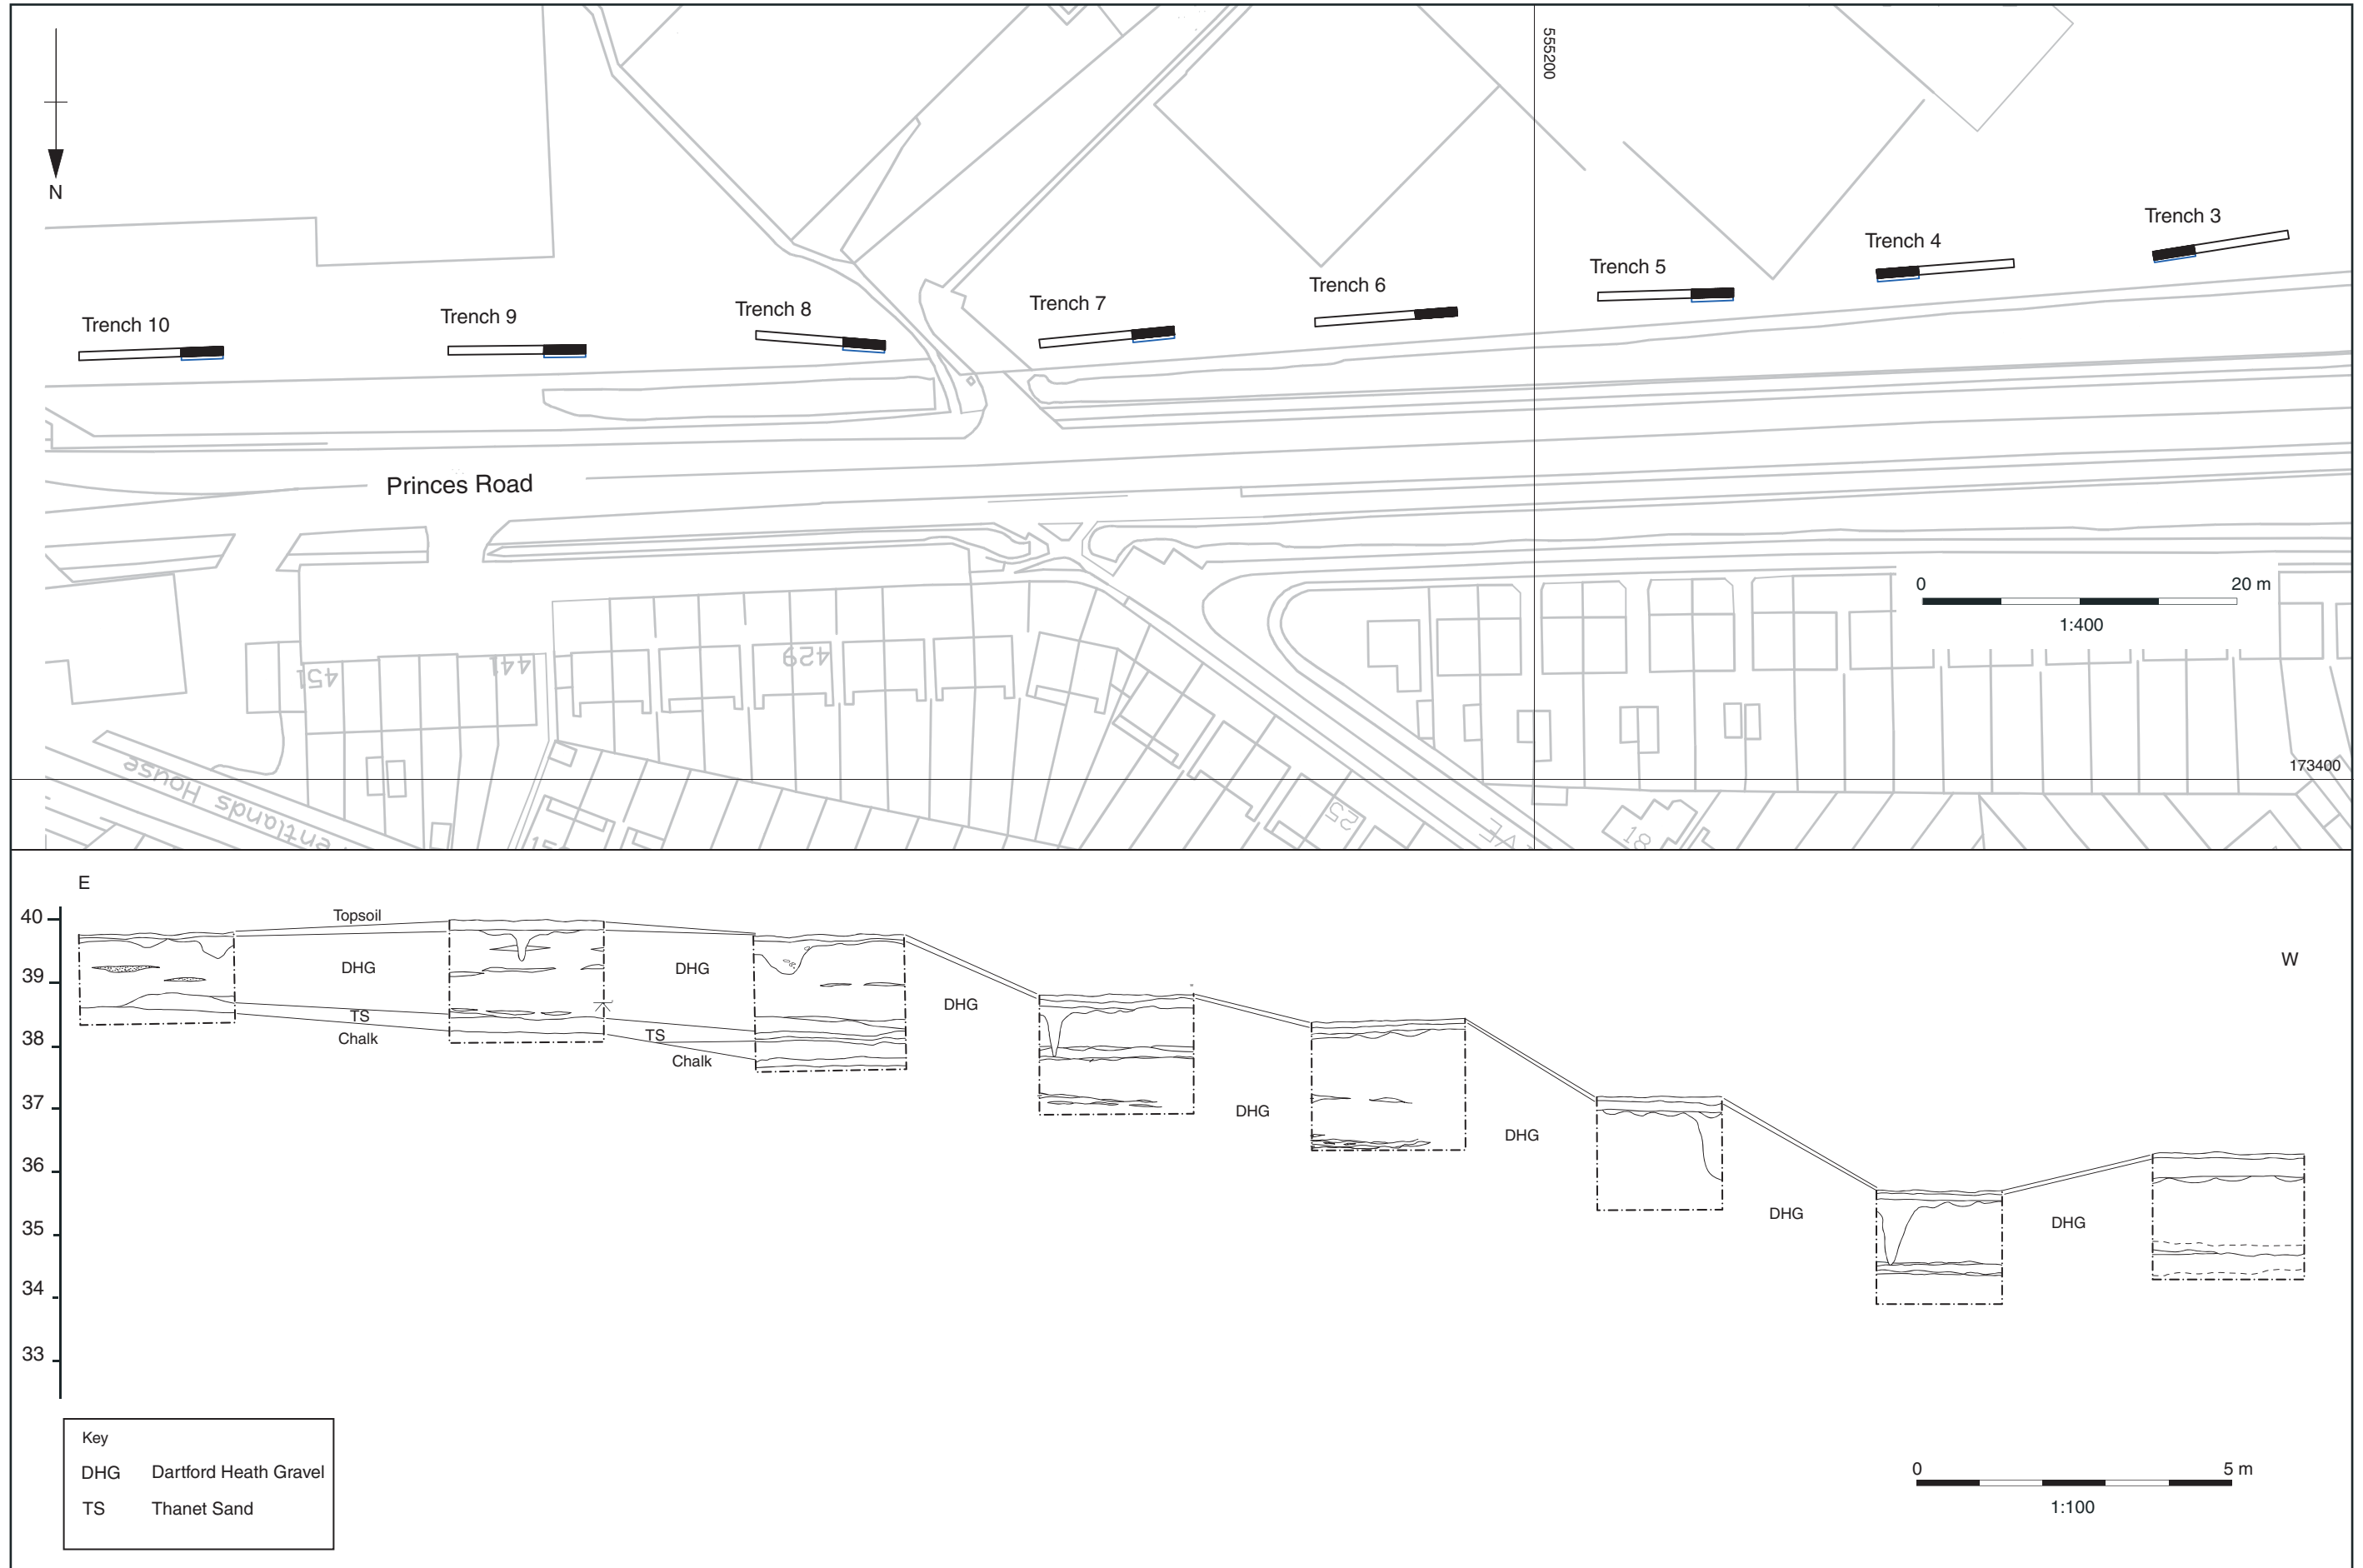 555200
N
Trench 3
Trench 4
Trench 5
Trench 6
Trench 7
Trench 8
Trench 9
Trench 10
Princes Road
0 20 m
1:400
451
441
429
173400
House
25
18
E
W
40
39
38
37
36
35
34
33
Topsoil
DHG
DHG
DHG
DHG
DHG
DHG
DHG
TS
Chalk
TS
Chalk
Key
DHG Dartford Heath Gravel
TS Thanet Sand
0 5 m
1:100